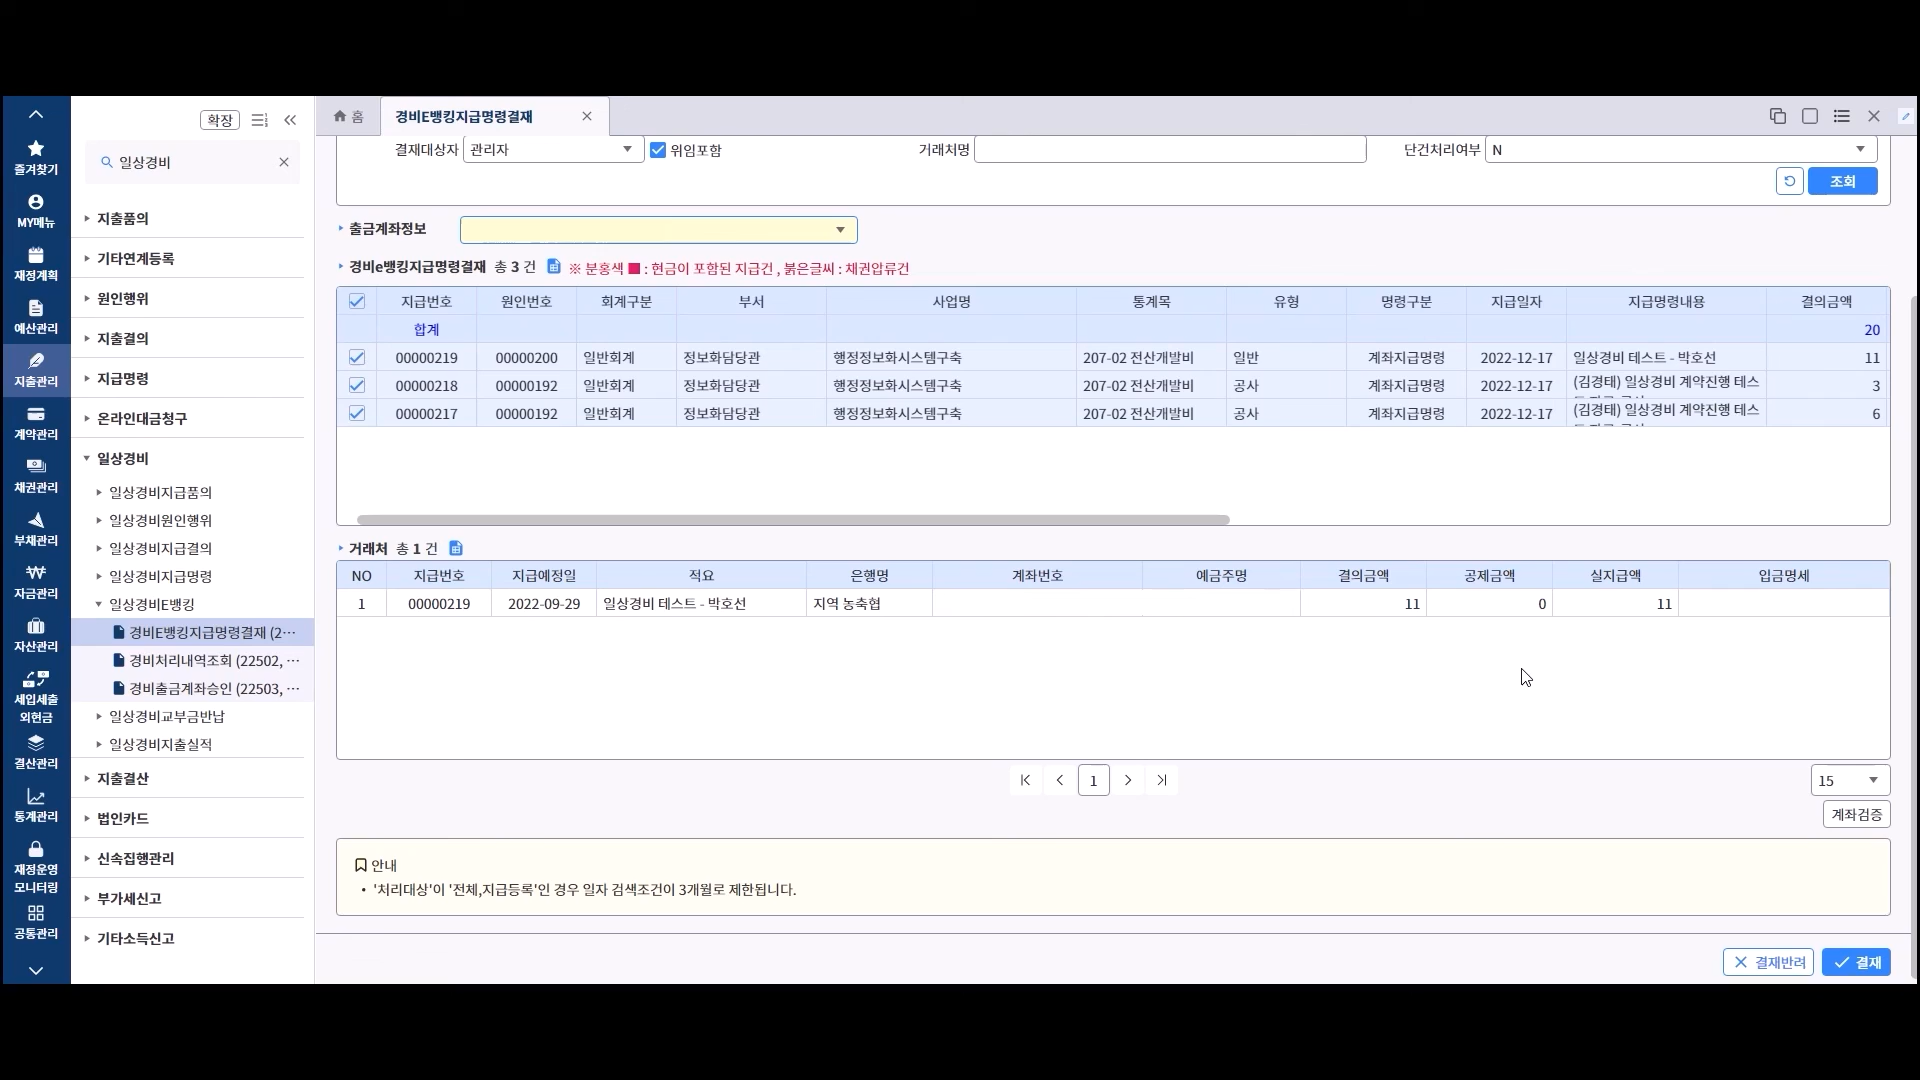 확장
일상경비
즐겨찾기
MY메뉴
재정계획
예산관리
지출관리
계약관리
채권관리
부채관리
자금관리
자산관리
세입세출
외현금
결산관리
통계관리
재정운영
모니터링
공통관리
지출품의
기타연계등록
원인행위
지출결의
지급명령
온라인대금청구
일상경비
일상경비지급품의
일상경비원인행위
일상경비지급결의
일상경비지급명령
일상경비E뱅킹
경비E뱅킹지급명령결재 (2…
경비처리내역조회 (22502, …
경비출금계좌승인 (22503, …
일상경비교부금반납
일상경비지출실적
지출결산
법인카드
신속집행관리
부가세신고
기타소득신고
홈 경비E뱅킹지급명령결재
결재대상자 관리자 위임포함 거래처명 단건처리여부 N
조회
출금계좌정보
경비e뱅킹지급명령결재 총 3 건 ※ 분홍색 ■ : 현금이 포함된 지급건 , 붉은글씨 : 채권압류건
지급번호 원인번호 회계구분 부서 사업명 통계목 유형 명령구분 지급일자 지급명령내용 결의금액
합계 20
00000219 00000200 일반회계 정보화담당관 행정정보화시스템구축 207-02 전산개발비 일반 계좌지급명령 2022-12-17 일상경비 테스트 - 박호선 11
00000218 00000192 일반회계 정보화담당관 행정정보화시스템구축 207-02 전산개발비 공사 계좌지급명령 2022-12-17 (김경태) 일상경비 계약진행 테스 3
00000217 00000192 일반회계 정보화담당관 행정정보화시스템구축 207-02 전산개발비 공사 계좌지급명령 2022-12-17 (김경태) 일상경비 계약진행 테스 6
거래처 총 1 건
NO 지급번호 지급예정일 적요 은행명 계좌번호 예금주명 결의금액 공제금액 실지급액 입금명세
1 00000219 2022-09-29 일상경비 테스트 - 박호선 지역 농축협 11 0 11
1
15
계좌검증
안내
• '처리대상'이 '전체,지급등록'인 경우 일자 검색조건이 3개월로 제한됩니다.
결재반려 결재